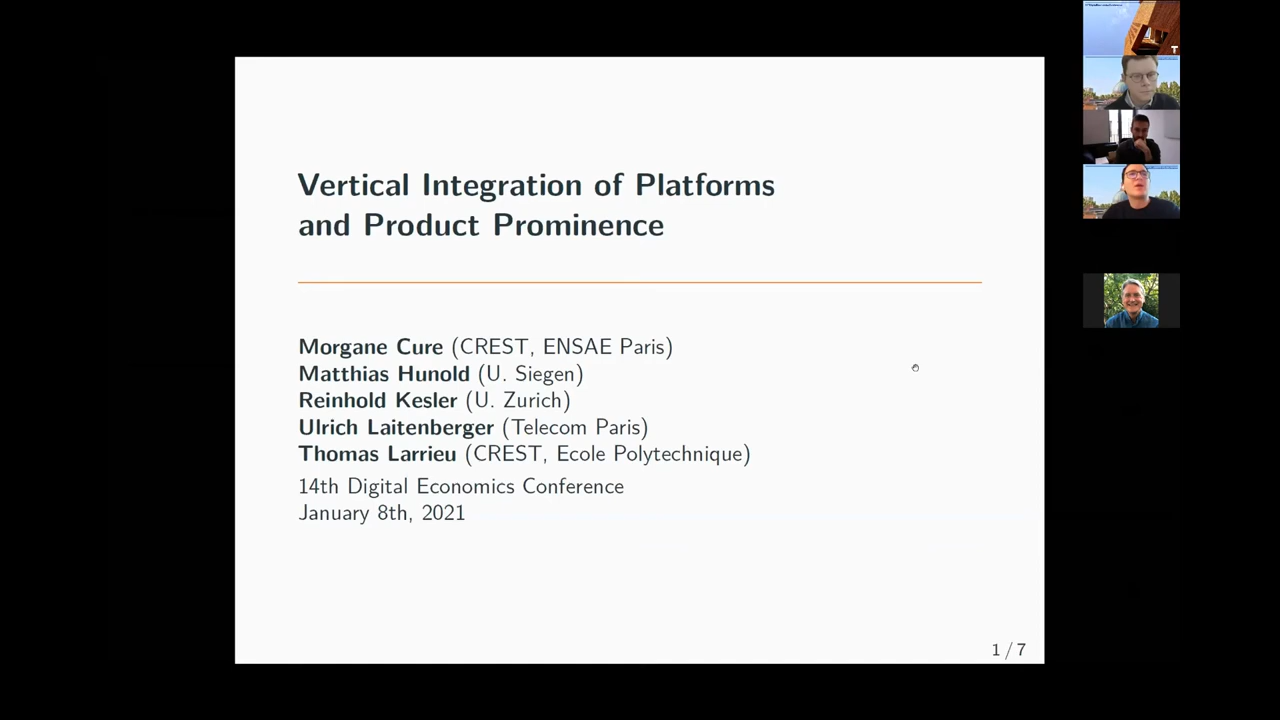 Vertical Integration of Platforms
and Product Prominence
Morgane Cure (CREST, ENSAE Paris)
Matthias Hunold (U. Siegen)
Reinhold Kesler (U. Zurich)
Ulrich Laitenberger (Telecom Paris)
Thomas Larrieu (CREST, Ecole Polytechnique)
14th Digital Economics Conference
January 8th, 2021
1 / 7
T